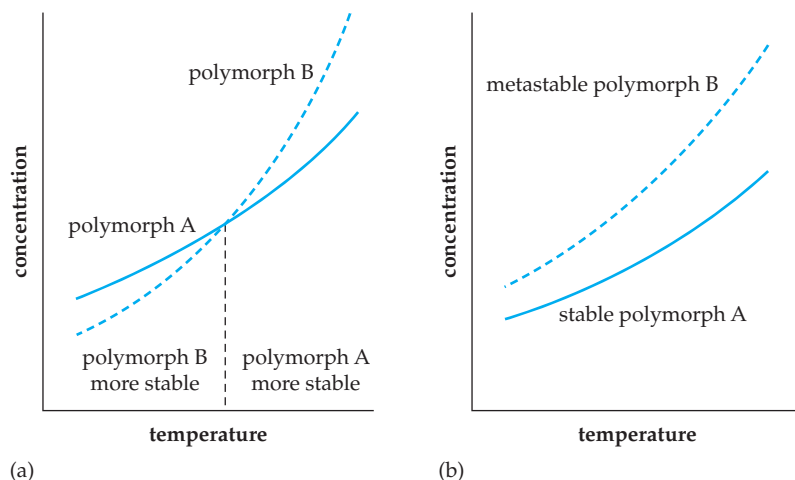 polymorph B
polymorph A
polymorph B
more stable
polymorph A
more stable
concentration
temperature
(a)
metastable polymorph B
stable polymorph A
concentration
temperature
(b)